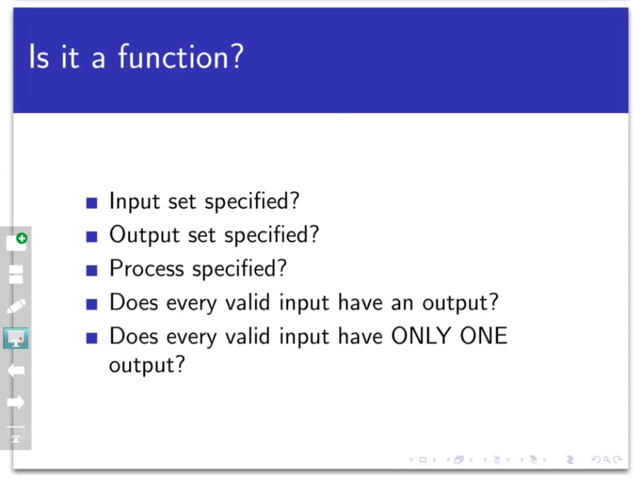 Is it a function?
Input set specified?
Output set specified?
Process specified?
Does every valid input have an output?
Does every valid input have ONLY ONE
output?